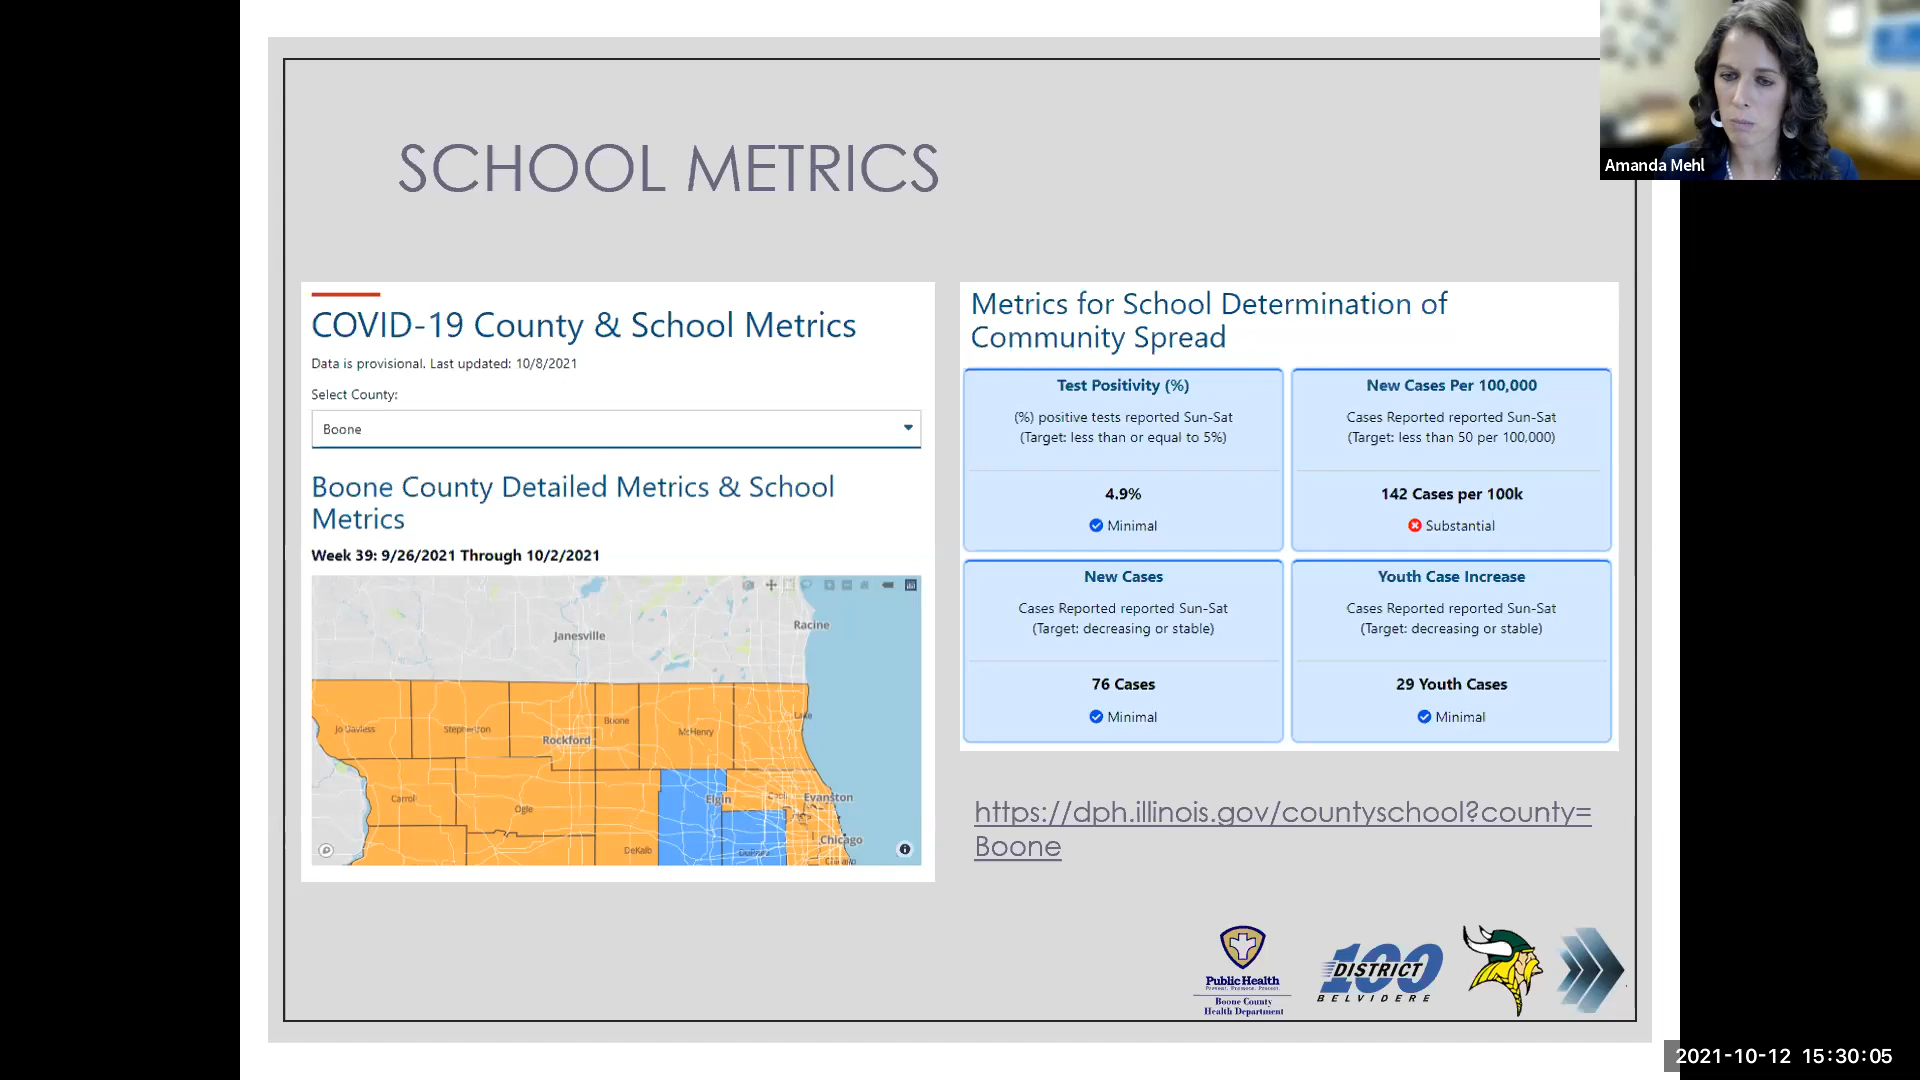 SCHOOL METRICS
Amanda Mehl
COVID-19 County & School Metrics
Data is provisional. Last updated: 10/8/2021
Select County:
Boone
Boone County Detailed Metrics & School
Metrics
Week 39: 9/26/2021 Through 10/2/2021
Janesville
Racine
Jo Daviess
Stephenson
Rockford
Boone
McHenry
Lake
Carroll
Ogle
Elgin
Evanston
DeKalb
DuPage
Chicago
Metrics for School Determination of
Community Spread
Test Positivity (%)
(%) positive tests reported Sun-Sat
(Target: less than or equal to 5%)
4.9%
Minimal
New Cases Per 100,000
Cases Reported reported Sun-Sat
(Target: less than 50 per 100,000)
142 Cases per 100k
Substantial
New Cases
Cases Reported reported Sun-Sat
(Target: decreasing or stable)
76 Cases
Minimal
Youth Case Increase
Cases Reported reported Sun-Sat
(Target: decreasing or stable)
29 Youth Cases
Minimal
https://dph.illinois.gov/countyschool?county=
Boone
Public Health
Prevent. Promote. Protect.
Boone County
Health Department
100
DISTRICT
BELVIDERE
2021-10-12 15:30:05